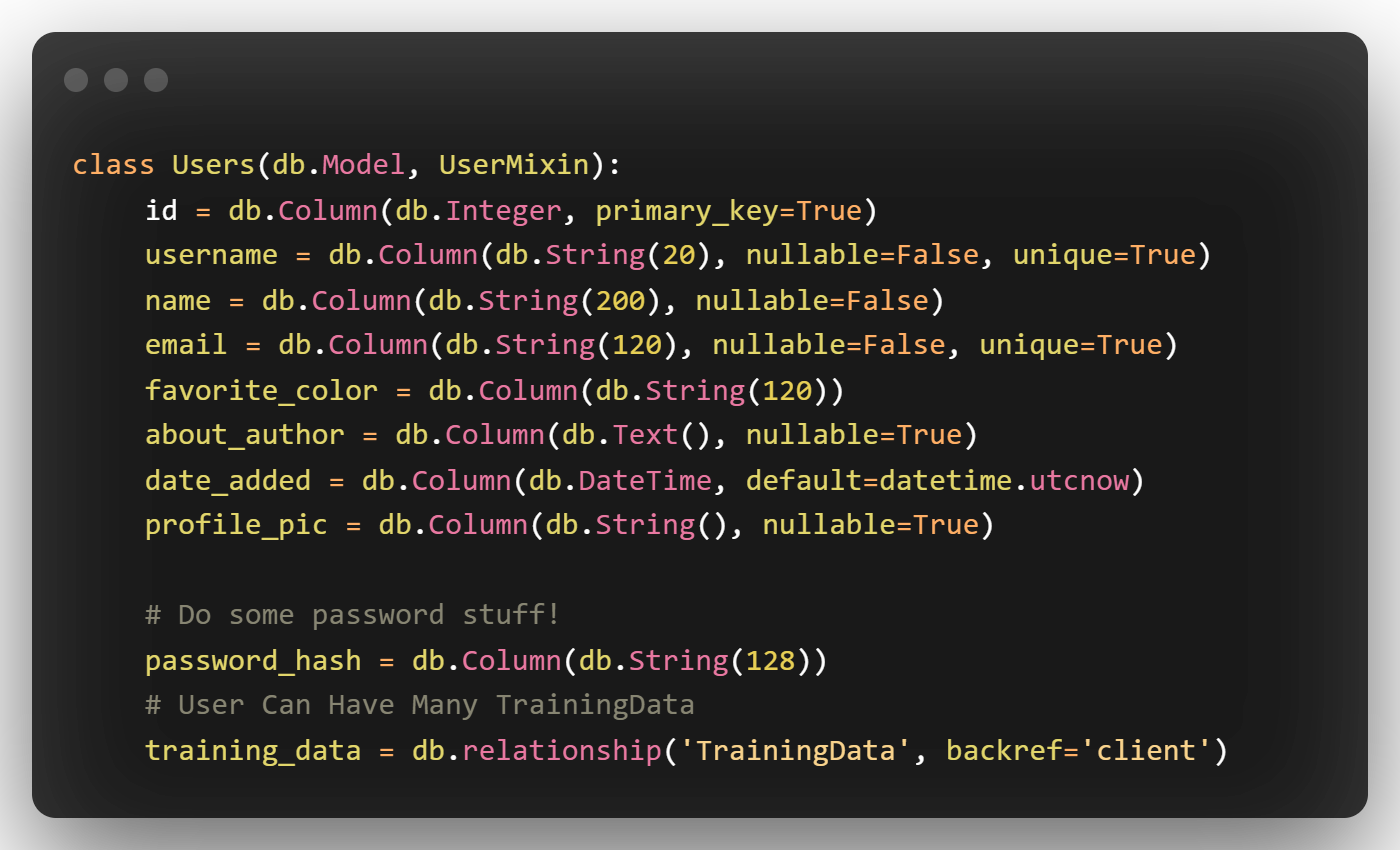 class Users(db.Model, UserMixin):
    id = db.Column(db.Integer, primary_key=True)
    username = db.Column(db.String(20), nullable=False, unique=True)
    name = db.Column(db.String(200), nullable=False)
    email = db.Column(db.String(120), nullable=False, unique=True)
    favorite_color = db.Column(db.String(120))
    about_author = db.Column(db.Text(), nullable=True)
    date_added = db.Column(db.DateTime, default=datetime.utcnow)
    profile_pic = db.Column(db.String(), nullable=True)

    # Do some password stuff!
    password_hash = db.Column(db.String(128))
    # User Can Have Many TrainingData
    training_data = db.relationship('TrainingData', backref='client')